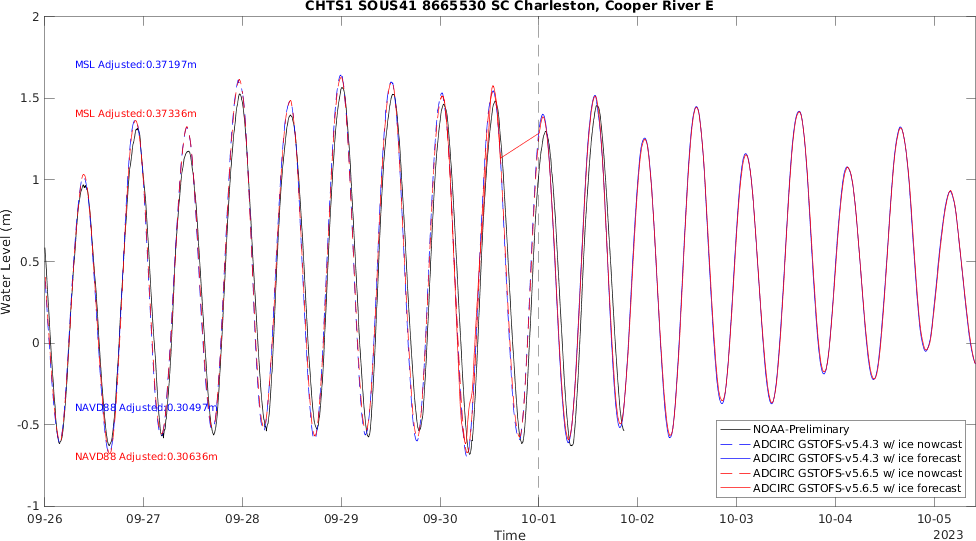 CHTS1 SOUS41 8665530 SC Charleston, Cooper River E
2
1.5
1
0.5
0
-0.5
-1
Water Level (m)
MSL Adjusted:0.37197m
MSL Adjusted:0.37336m
NAVD88 Adjusted:0.30497m
NAVD88 Adjusted:0.30636m
NOAA-Preliminary
ADCIRC GSTOFS-v5.4.3 w/ ice nowcast
ADCIRC GSTOFS-v5.4.3 w/ ice forecast
ADCIRC GSTOFS-v5.6.5 w/ ice nowcast
ADCIRC GSTOFS-v5.6.5 w/ ice forecast
09-26 09-27 09-28 09-29 09-30 10-01 10-02 10-03 10-04 10-05
2023
Time